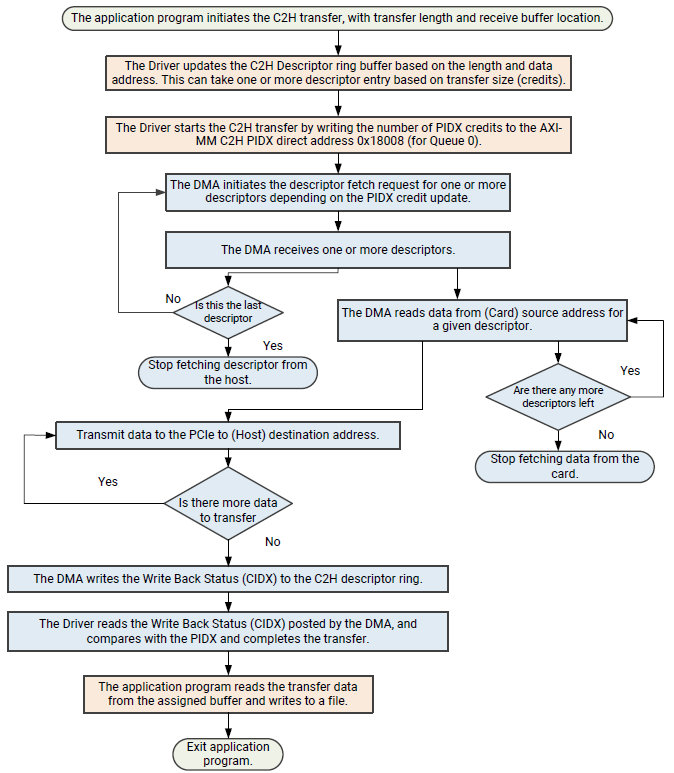 The application program initiates the C2H transfer, with transfer length and receive buffer location.
The Driver updates the C2H Descriptor ring buffer based on the length and data
address. This can take one or more descriptor entry based on transfer size (credits).
The Driver starts the C2H transfer by writing the number of PIDX credits to the AXI-
MM C2H PIDX direct address 0x18008 (for Queue 0).
The DMA initiates the descriptor fetch request for one or more
descriptors depending on the PIDX credit update.
The DMA receives one or more descriptors.
No
Is this the last
descriptor
Yes
Stop fetching descriptor from
the host.
The DMA reads data from (Card) source address for
a given descriptor.
Yes
Are there any more
descriptors left
No
Stop fetching data from the
card.
Transmit data to the PCIe to (Host) destination address.
Yes
Is there more data
to transfer
No
The DMA writes the Write Back Status (CIDX) to the C2H descriptor ring.
The Driver reads the Write Back Status (CIDX) posted by the DMA, and
compares with the PIDX and completes the transfer.
The application program reads the transfer data
from the assigned buffer and writes to a file.
Exit application
program.